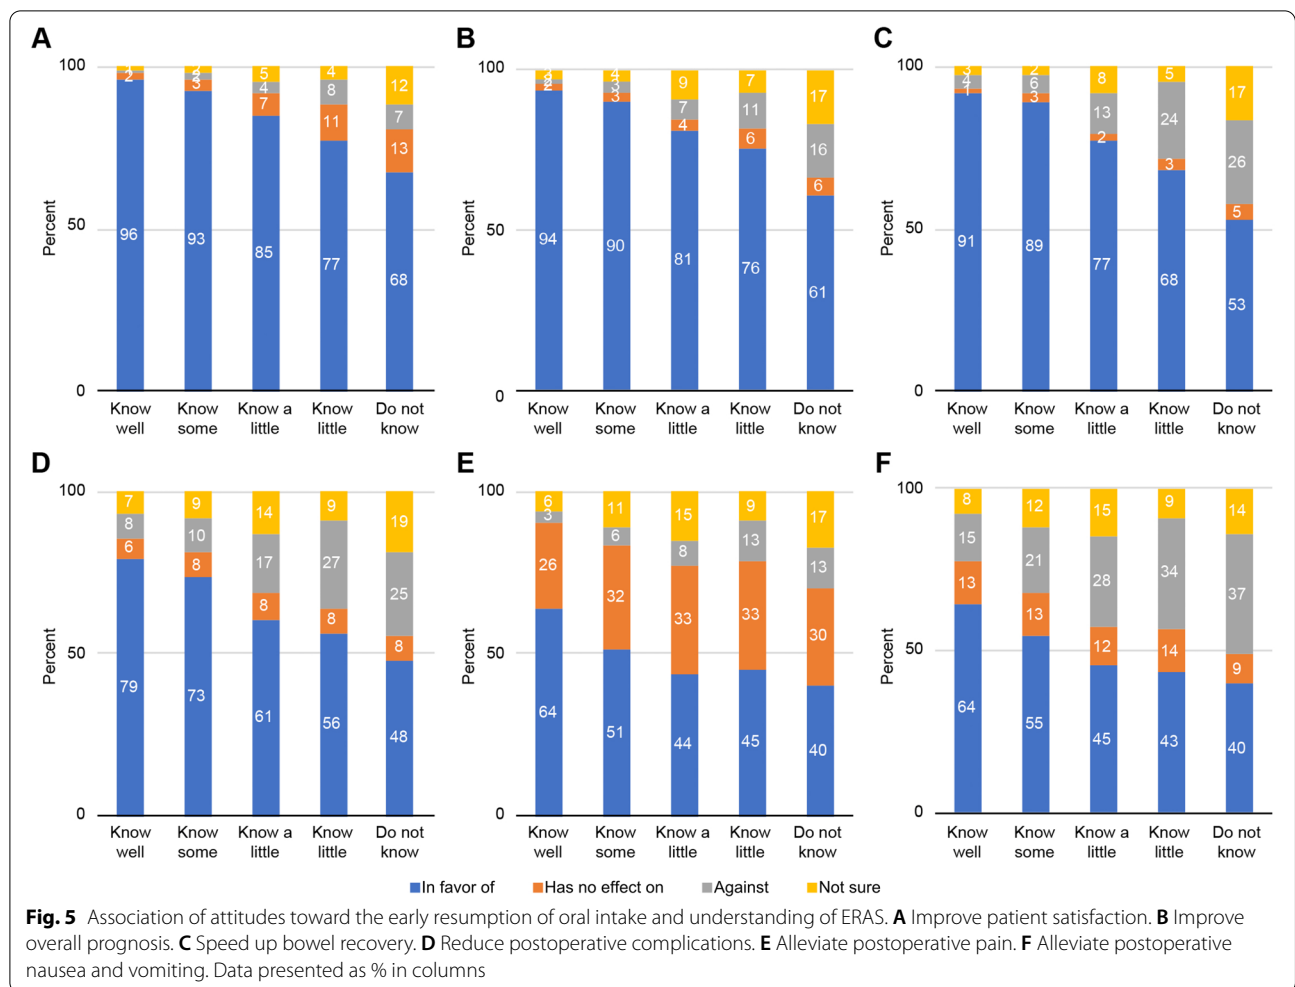 A
100
50
0
Percent
2
96
3
93
5
4
7
85
4
8
11
77
12
7
13
68
Know well
Know some
Know a little
Know little
Do not know
B
100
50
0
Percent
2
94
4
3
3
90
9
7
4
81
7
11
6
76
17
16
6
61
Know well
Know some
Know a little
Know little
Do not know
C
100
50
0
Percent
3
4
1
91
2
6
3
89
8
13
2
77
5
24
3
68
17
26
5
53
Know well
Know some
Know a little
Know little
Do not know
D
100
50
0
Percent
7
8
6
79
9
10
8
73
14
17
8
61
9
27
8
56
19
25
8
48
Know well
Know some
Know a little
Know little
Do not know
E
100
50
0
Percent
6
3
26
64
11
6
32
51
15
8
33
44
9
13
33
45
17
13
30
40
Know well
Know some
Know a little
Know little
Do not know
F
100
50
0
Percent
8
15
13
64
12
21
13
55
15
28
12
45
9
34
14
43
14
37
9
40
Know well
Know some
Know a little
Know little
Do not know
In favor of
Has no effect on
Against
Not sure
Fig. 5 Association of attitudes toward the early resumption of oral intake and understanding of ERAS. A Improve patient satisfaction. B Improve
overall prognosis. C Speed up bowel recovery. D Reduce postoperative complications. E Alleviate postoperative pain. F Alleviate postoperative
nausea and vomiting. Data presented as % in columns